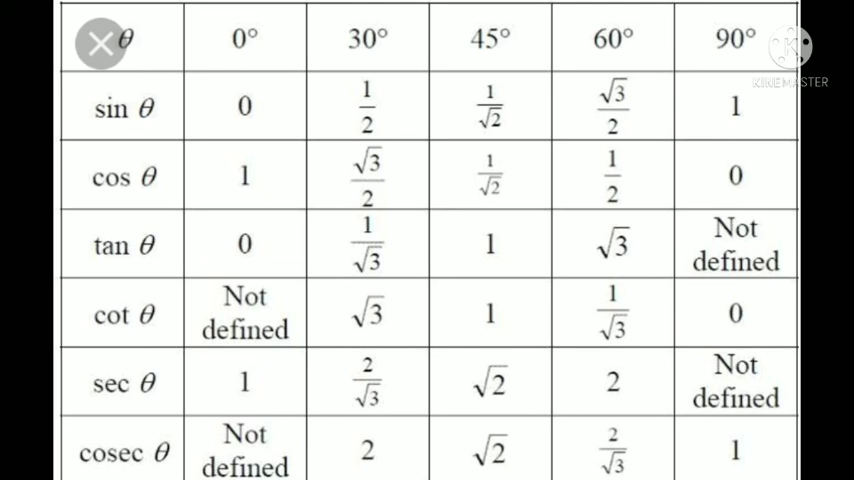 θ 0° 30° 45° 60° 90°
sin θ 0 1/2 1/√2 √3/2 1
cos θ 1 √3/2 1/√2 1/2 0
tan θ 0 1/√3 1 √3 Not defined
cot θ Not defined √3 1 1/√3 0
sec θ 1 2/√3 √2 2 Not defined
cosec θ Not defined 2 √2 2/√3 1
KINEMASTER